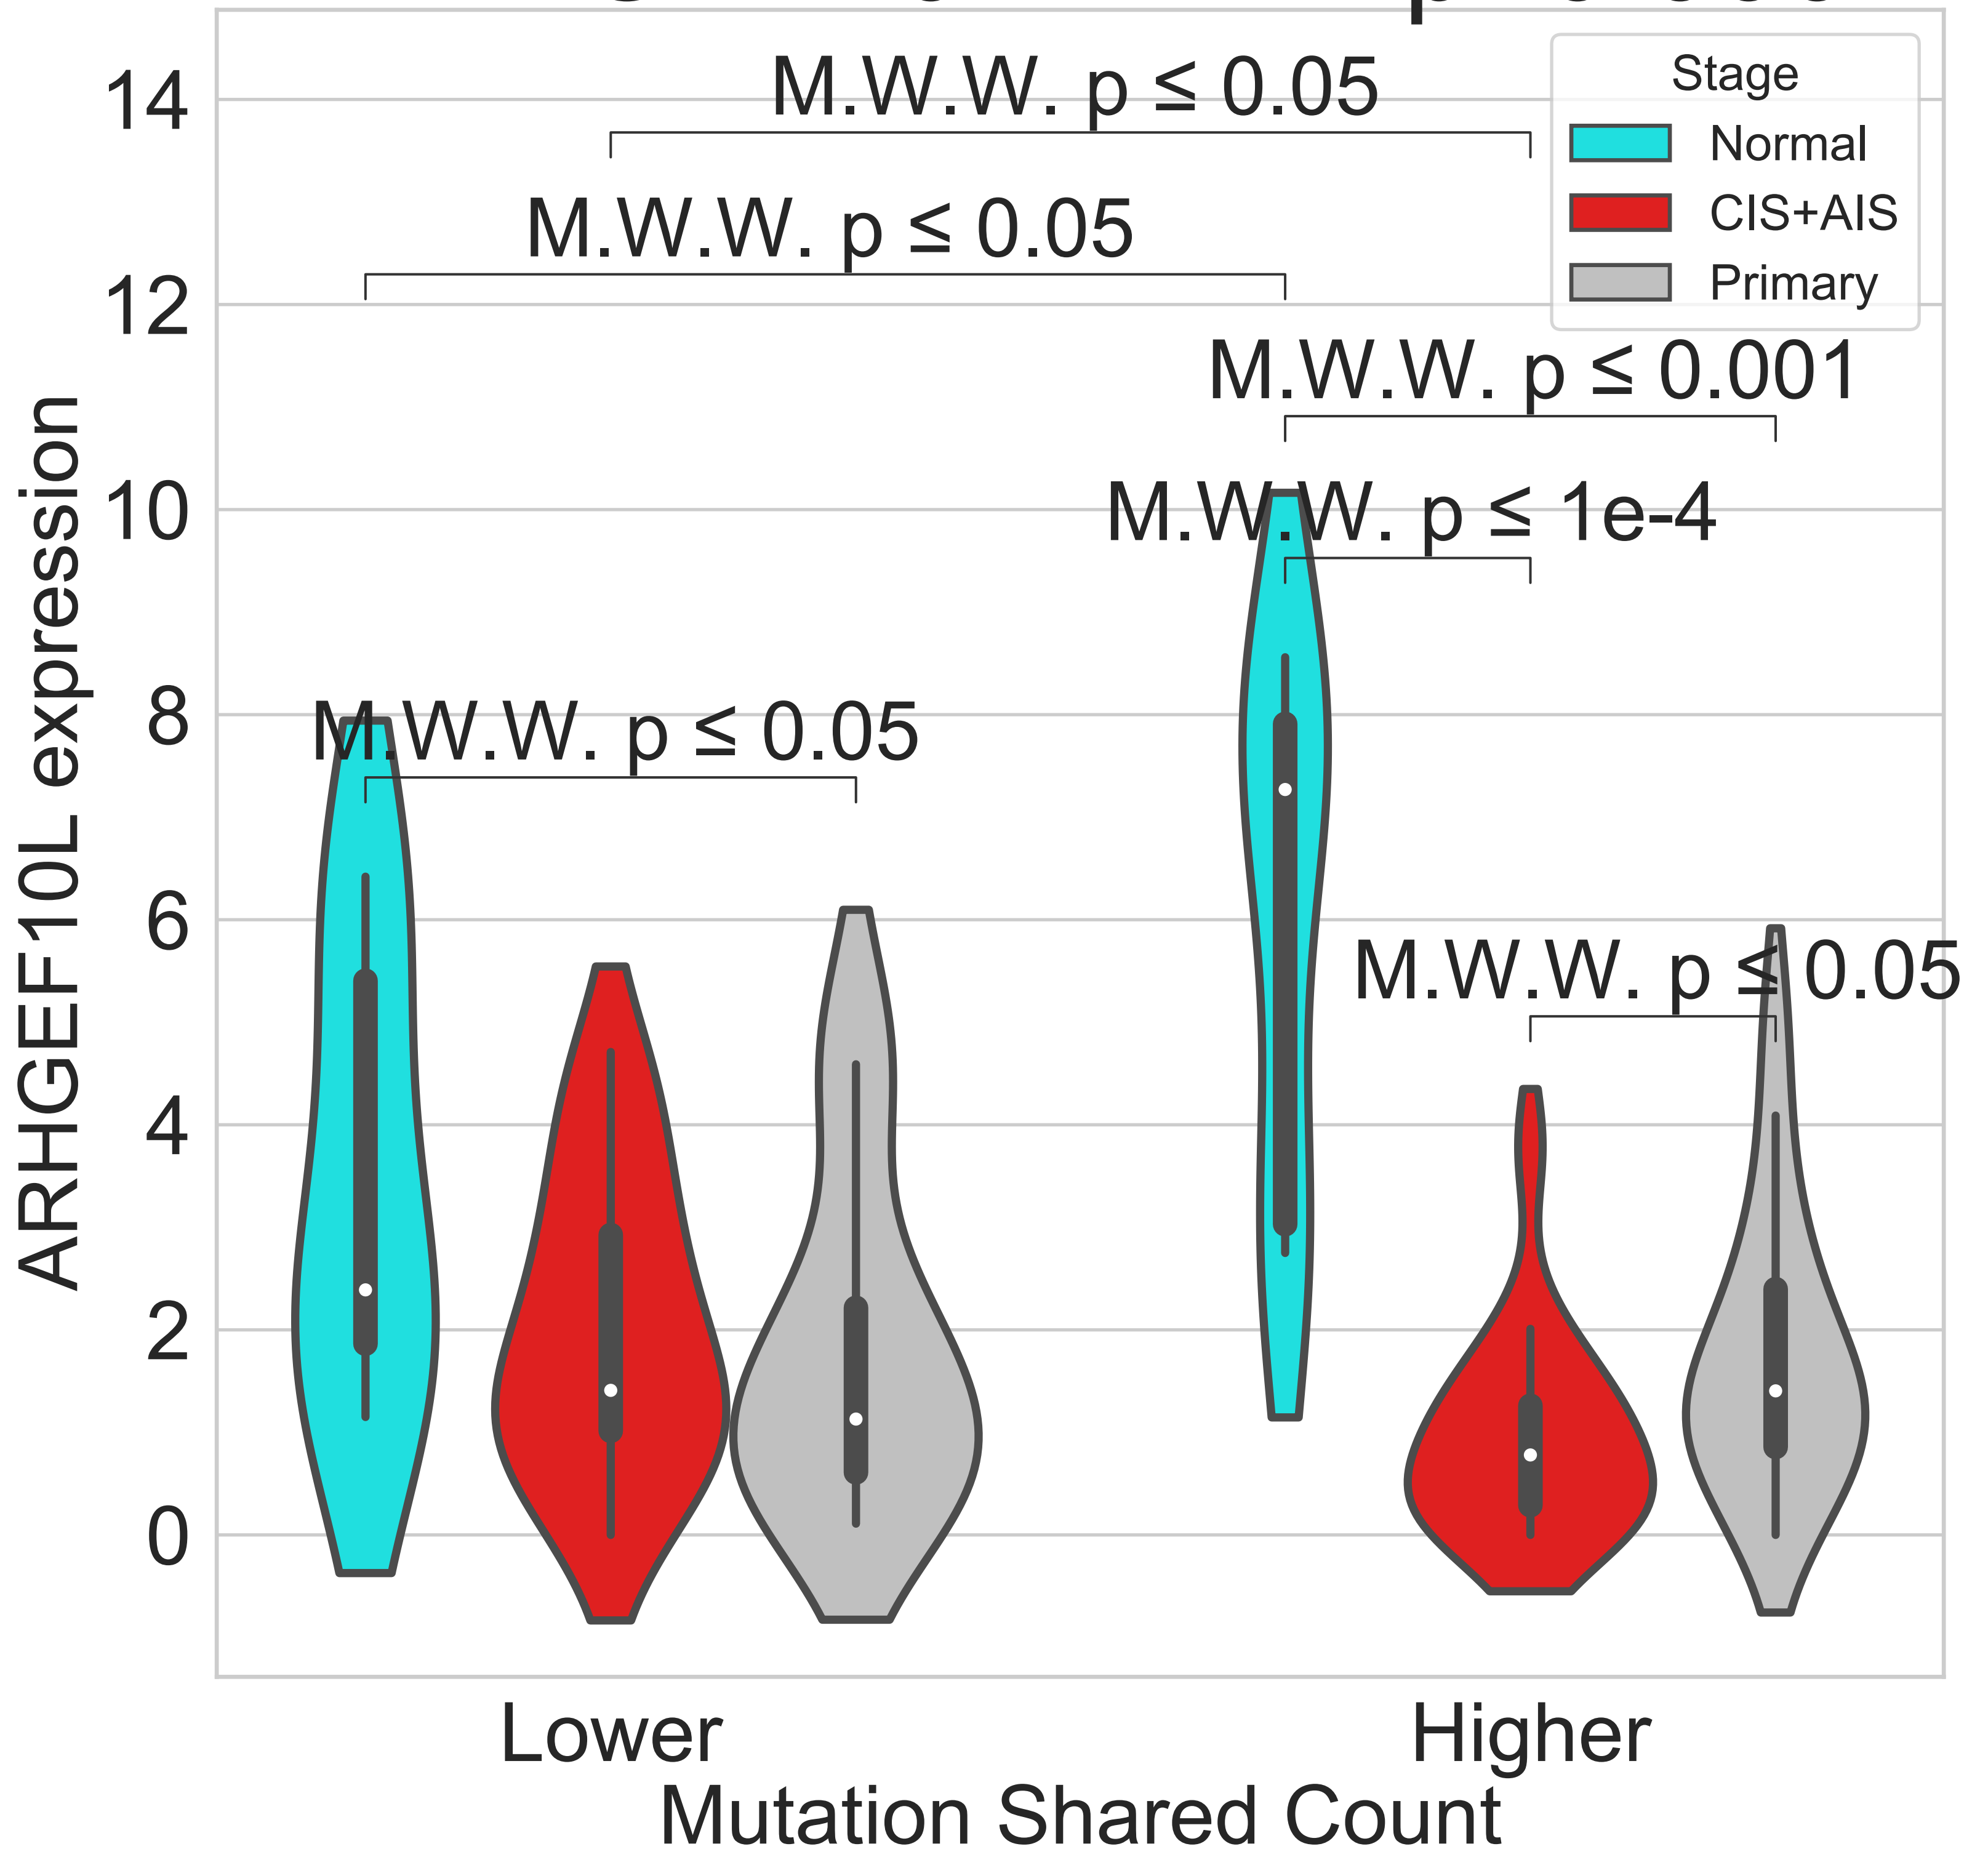 M.W.W. p ≤ 0.05
Stage
Normal
CIS+AIS
Primary
M.W.W. p ≤ 0.05
M.W.W. p ≤ 0.001
M.W.W. p ≤ 1e-4
M.W.W. p ≤ 0.05
M.W.W. p ≤ 0.05
14
12
10
8
6
4
2
0
ARHGEF10L expression
Lower
Higher
Mutation Shared Count